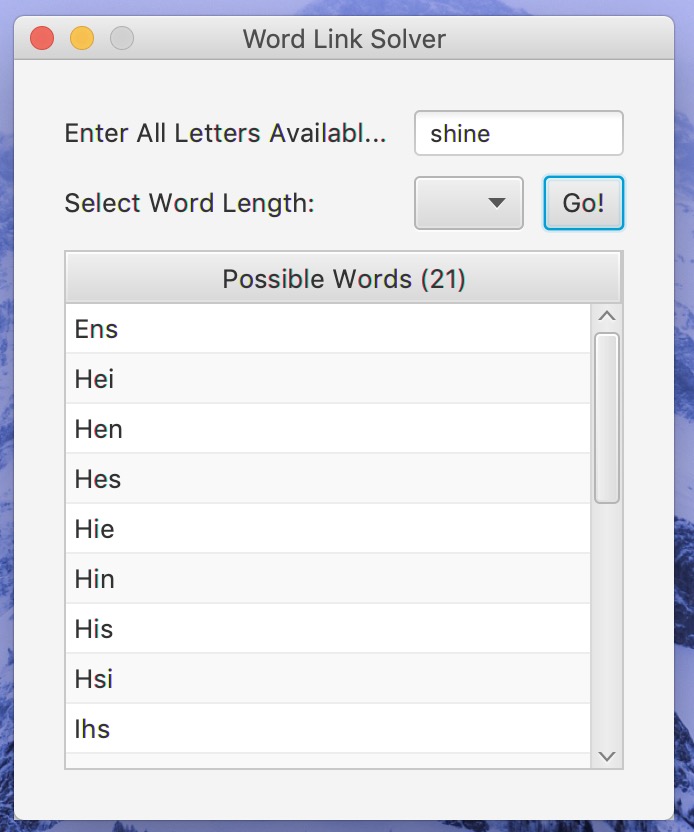 Word Link Solver
Enter All Letters Availabl... shine
Select Word Length: Go!
Possible Words (21)
Ens
Hei
Hen
Hes
Hie
Hin
His
Hsi
Ihs